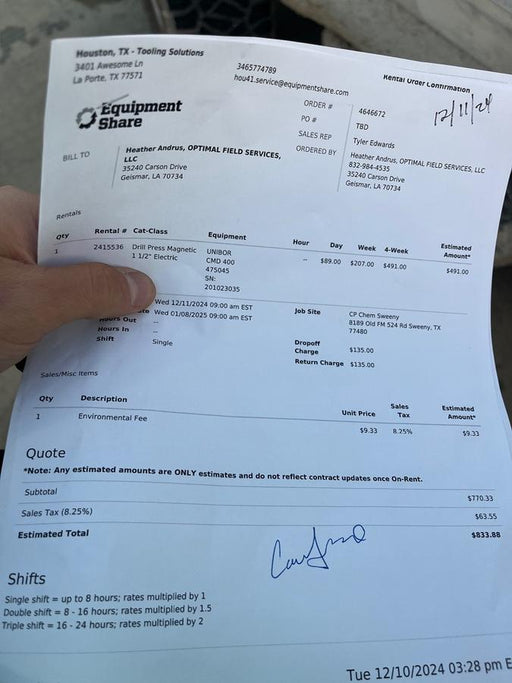 Houston, TX - Tooling Solutions
3401 Awesome Ln
La Porte, TX 77571
3465774789
hou41.service@equipmentshare.com
Rental Order Confirmation
12/11/24
Equipment
Share
ORDER # 4646672
PO # TBD
SALES REP Tyler Edwards
ORDERED BY Heather Andrus, OPTIMAL FIELD SERVICES, LLC
832-984-4535
35240 Carson Drive
Geismar, LA 70734
BILL TO Heather Andrus, OPTIMAL FIELD SERVICES,
LLC
35240 Carson Drive
Geismar, LA 70734
Rentals
Qty Rental # Cat-Class Equipment Hour Day Week 4-Week Estimated
Amount*
1 2415536 Drill Press Magnetic UNIBOR -- $89.00 $207.00 $491.00 $491.00
1 1/2" Electric CMD 400
475045
SN:
201023035
Wed 12/11/2024 09:00 am EST
Wed 01/08/2025 09:00 am EST
Hours Out --
Hours In --
Shift Single
Job Site CP Chem Sweeny
8189 Old FM 524 Rd Sweeny, TX
77480
Dropoff
Charge $135.00
Return Charge $135.00
Sales/Misc Items
Qty Description Unit Price Sales
Tax Estimated
Amount*
1 Environmental Fee $9.33 8.25% $9.33
Quote
*Note: Any estimated amounts are ONLY estimates and do not reflect contract updates once On-Rent.
Subtotal $770.33
Sales Tax (8.25%) $63.55
Estimated Total $833.88
Shifts
Single shift = up to 8 hours; rates multiplied by 1
Double shift = 8 - 16 hours; rates multiplied by 1.5
Triple shift = 16 - 24 hours; rates multiplied by 2
Tue 12/10/2024 03:28 pm E